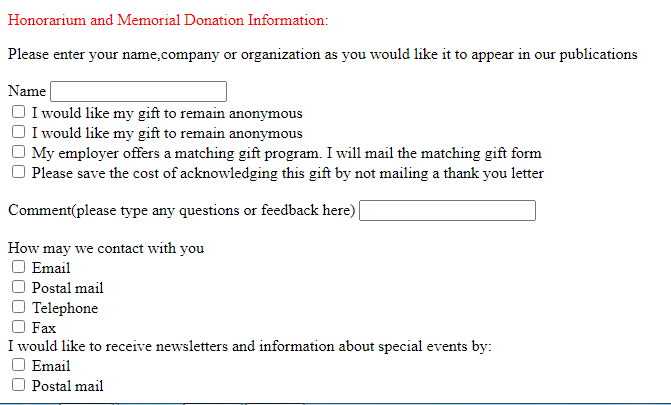 Honorarium and Memorial Donation Information:
Please enter your name,company or organization as you would like it to appear in our publications
Name
I would like my gift to remain anonymous
I would like my gift to remain anonymous
My employer offers a matching gift program. I will mail the matching gift form
Please save the cost of acknowledging this gift by not mailing a thank you letter
Comment(please type any questions or feedback here)
How may we contact with you
Email
Postal mail
Telephone
Fax
I would like to receive newsletters and information about special events by:
Email
Postal mail